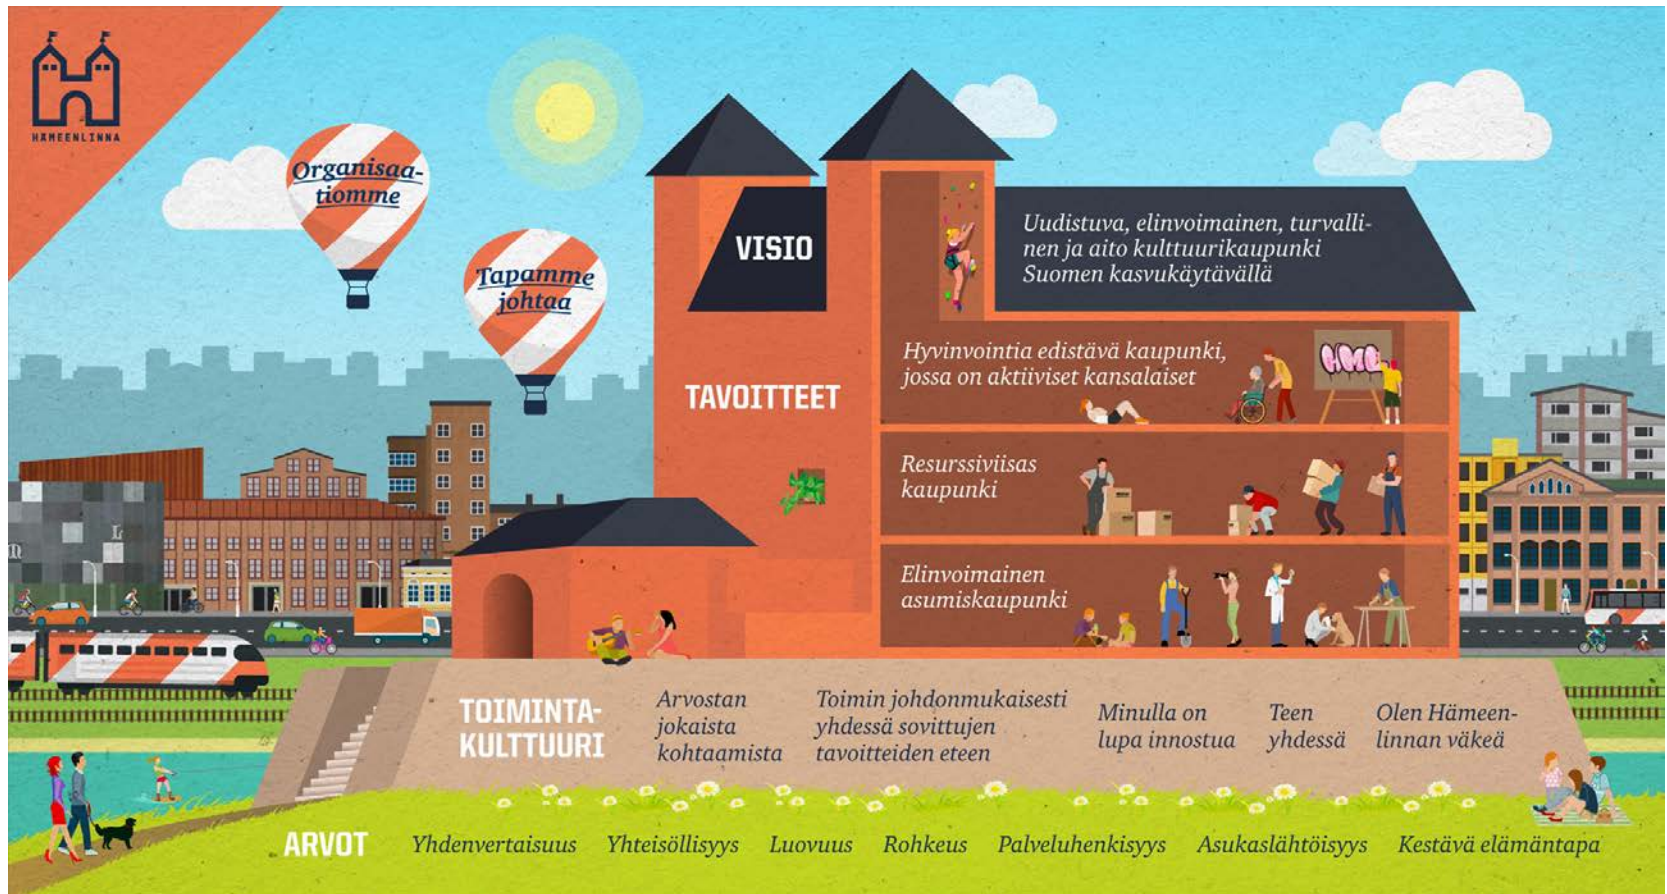 HÄMEENLINNA
Organisaa-
tiomme
Tapamme
johtaa
VISIO
Uudistuva, elinvoimainen, turvalli-
nen ja aito kulttuurikaupunki
Suomen kasvukäytävällä
TAVOITTEET
Hyvinvointia edistävä kaupunki,
jossa on aktiiviset kansalaiset
HML
Resurssiviisas
kaupunki
Elinvoimainen
asumiskaupunki
TOIMINTA-
KULTTUURI
Arvostan
jokaista
kohtaamista
Toimin johdonmukaisesti
yhdessä sovittujen
tavoitteiden eteen
Minulla on
lupa innostua
Teen
yhdessä
Olen Hämeen-
linnan väkeä
ARVOT Yhdenvertaisuus Yhteisöllisyys Luovuus Rohkeus Palveluhenkisyys Asukaslähtöisyys Kestävä elämäntapa